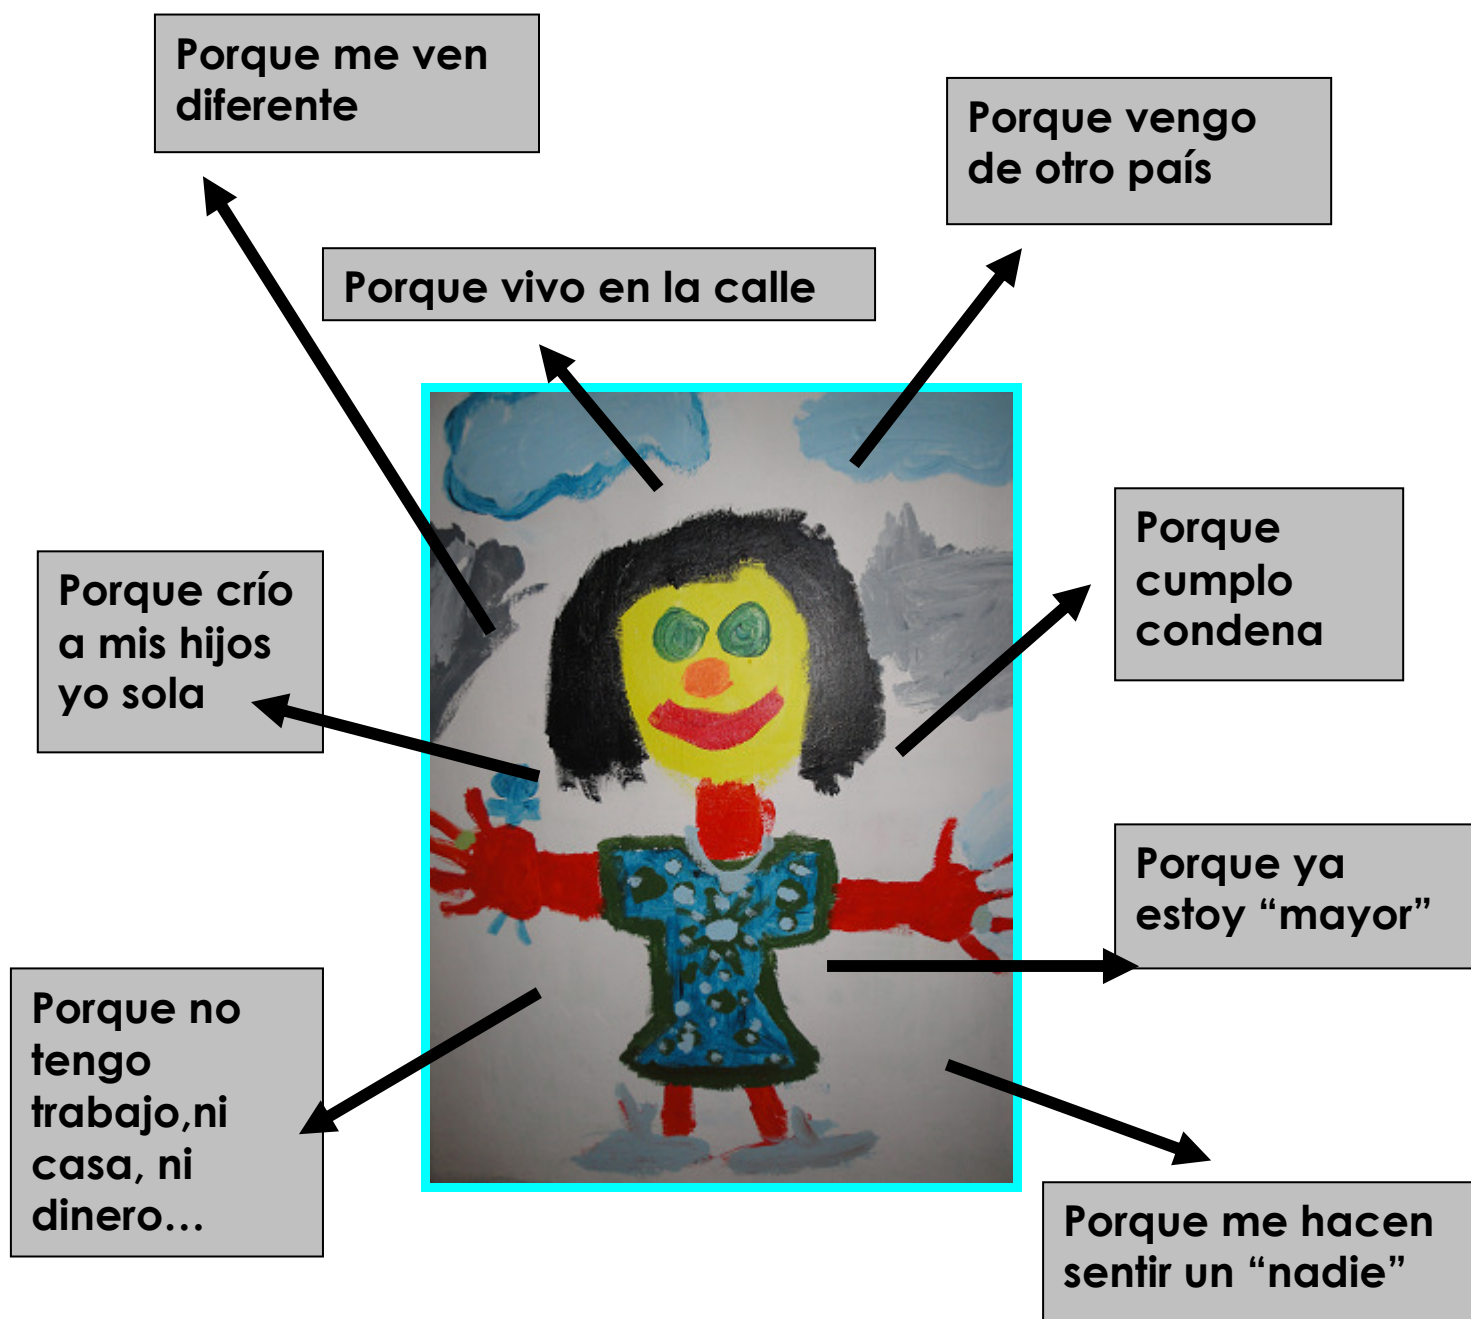 Porque me ven
diferente
Porque vengo
de otro país
Porque vivo en la calle
Porque
cumplo
condena
Porque crío
a mis hijos
yo sola
Porque ya
estoy “mayor”
Porque no
tengo
trabajo,ni
casa, ni
dinero…
Porque me hacen
sentir un “nadie”